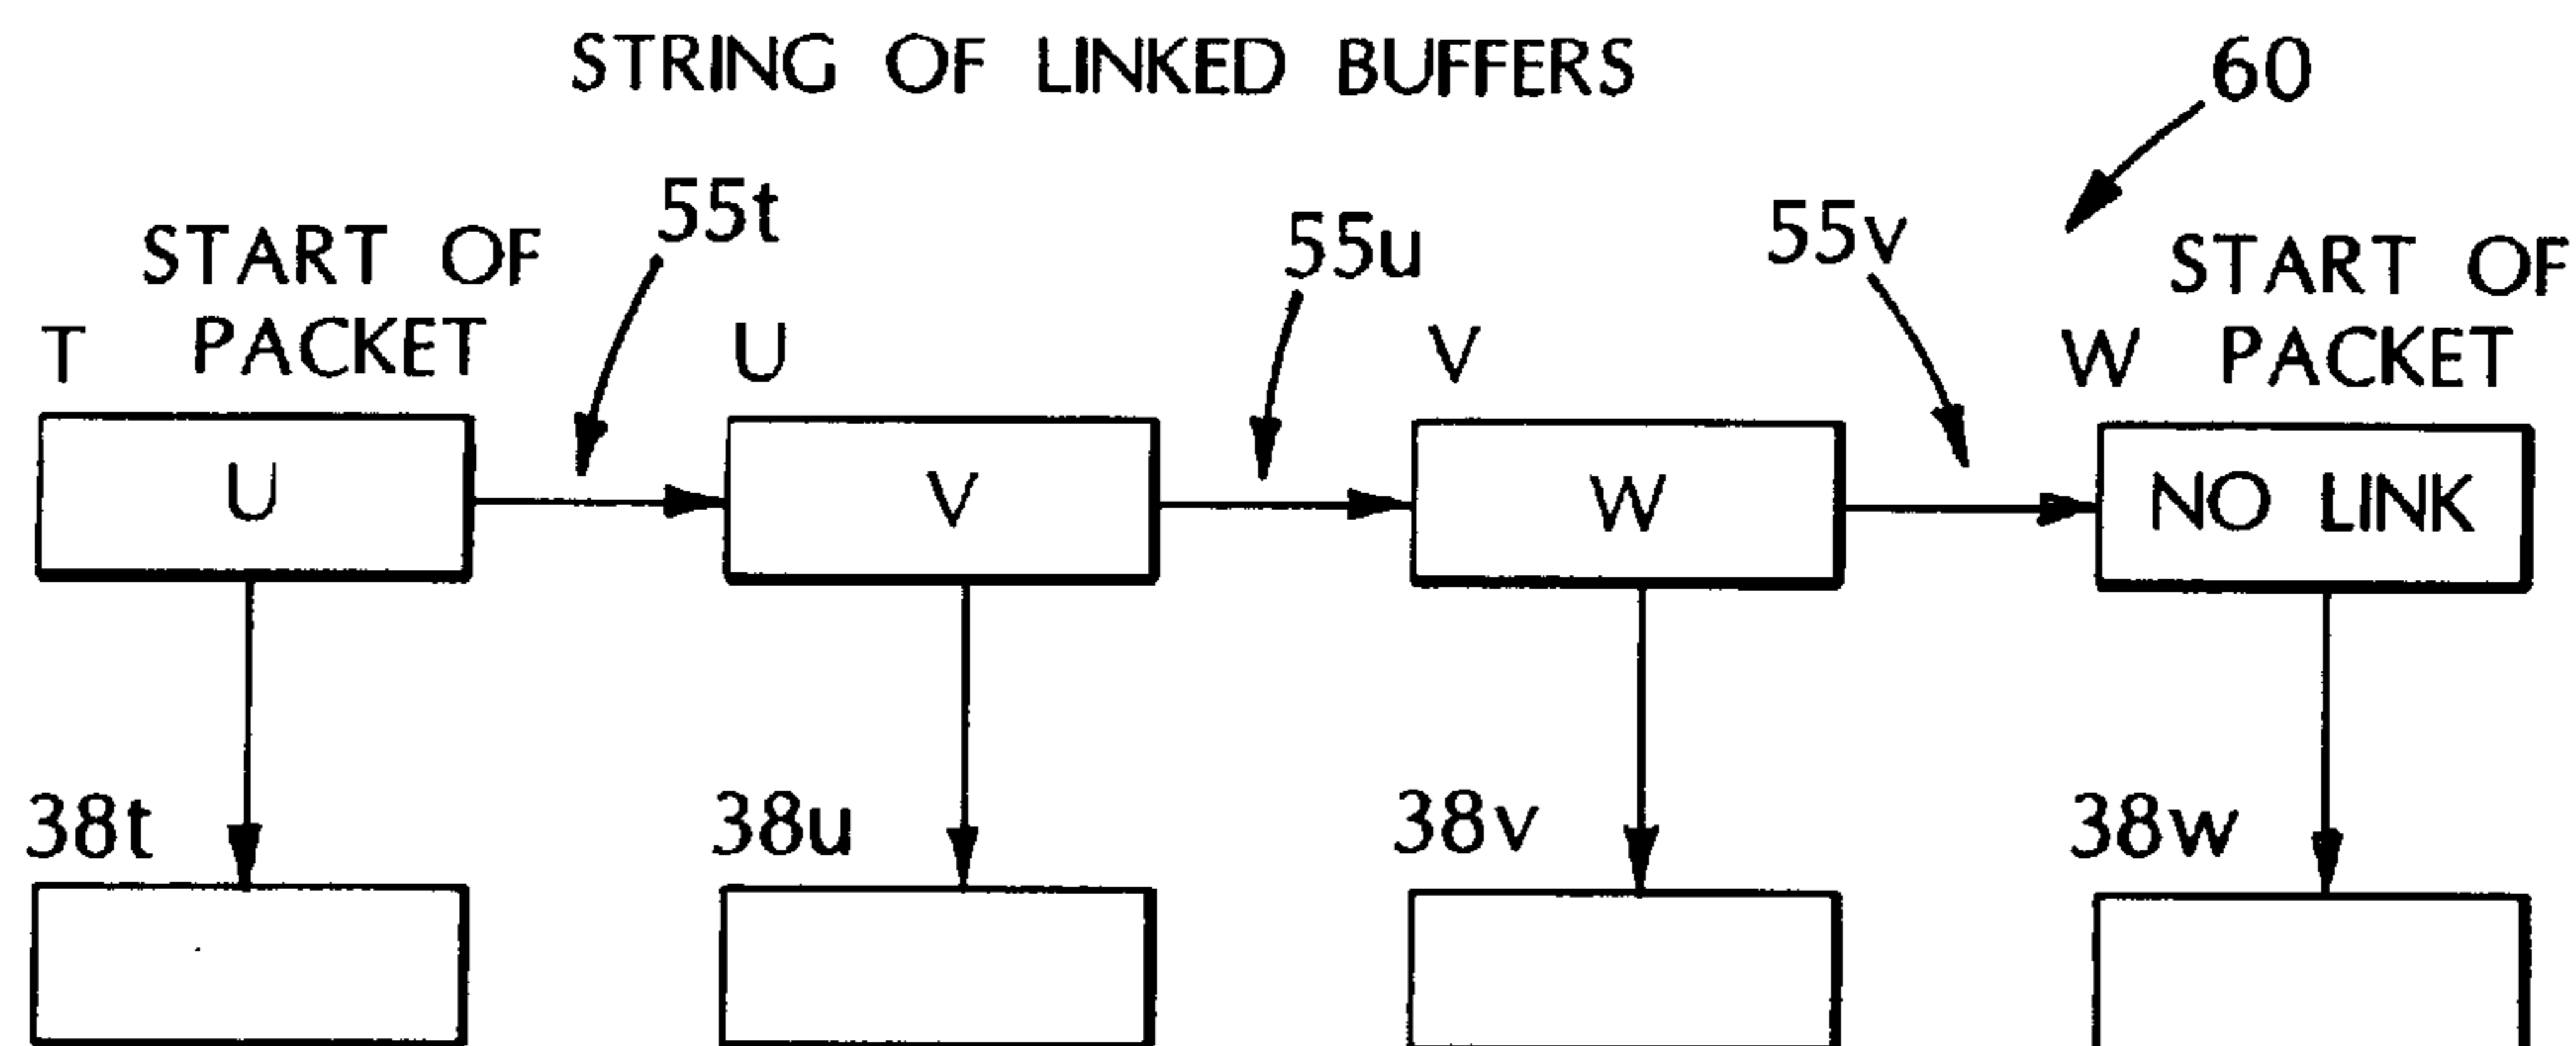 STRING OF LINKED BUFFERS
60
55t
55u
55v
START OF
PACKET
START OF
PACKET
T
U
V
W
U
V
W
NO LINK
38t
38u
38v
38w